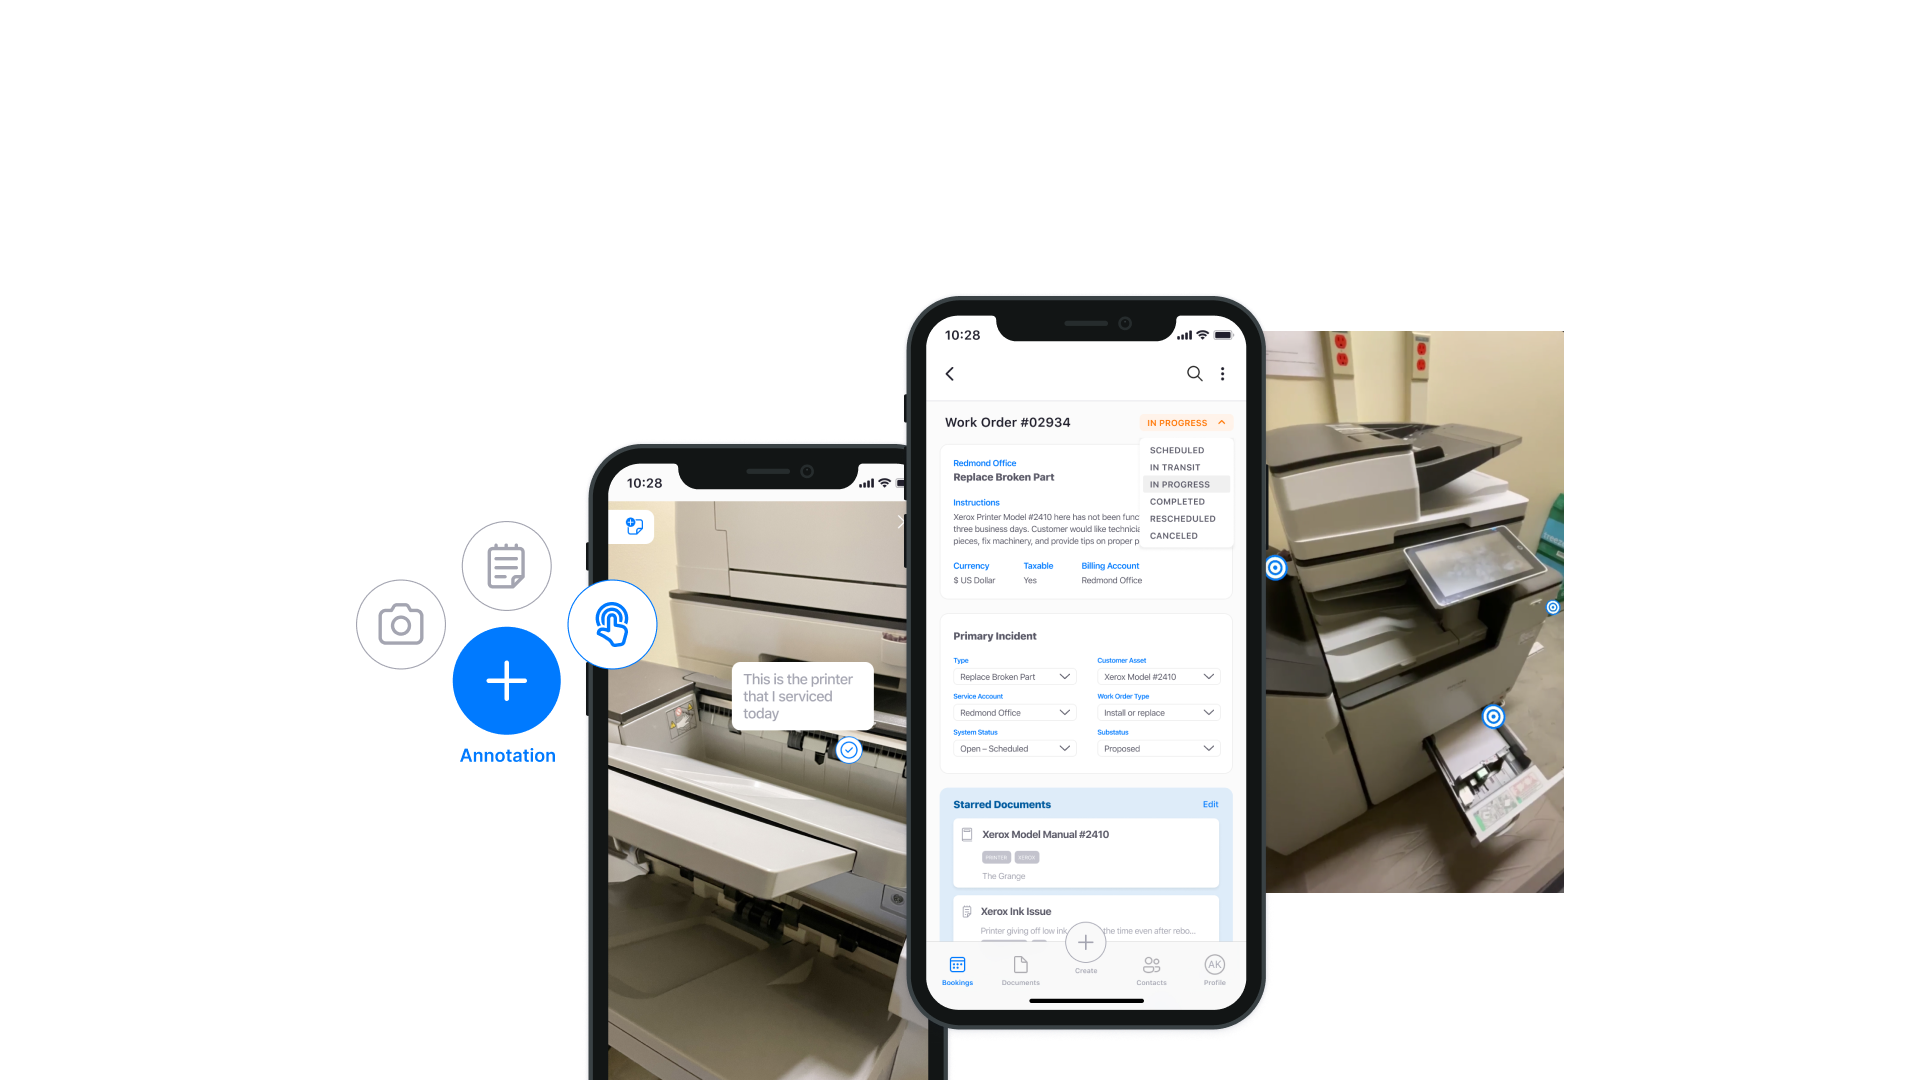 Annotation
10:28
This is the printer
that I serviced
today
10:28
Work Order #02934
IN PROGRESS
SCHEDULED
IN TRANSIT
IN PROGRESS
COMPLETED
RESCHEDULED
CANCELED
Redmond Office
Replace Broken Part
Instructions
Xerox Printer Model #2410 here has not been func
three business days. Customer would like technicia
pieces, fix machinery, and provide tips on proper p
Currency Taxable Billing Account
$ US Dollar Yes Redmond Office
Primary Incident
Type Customer Asset
Replace Broken Part Xerox Model #2410
Service Account Work Order Type
Redmond Office Install or replace
System Status Substatus
Open – Scheduled Proposed
Starred Documents Edit
Xerox Model Manual #2410
PRINTER XEROX
The Grange
Xerox Ink Issue
Printer giving off low ink the time even after rebo...
Create
AK
Bookings Documents Contacts Profile